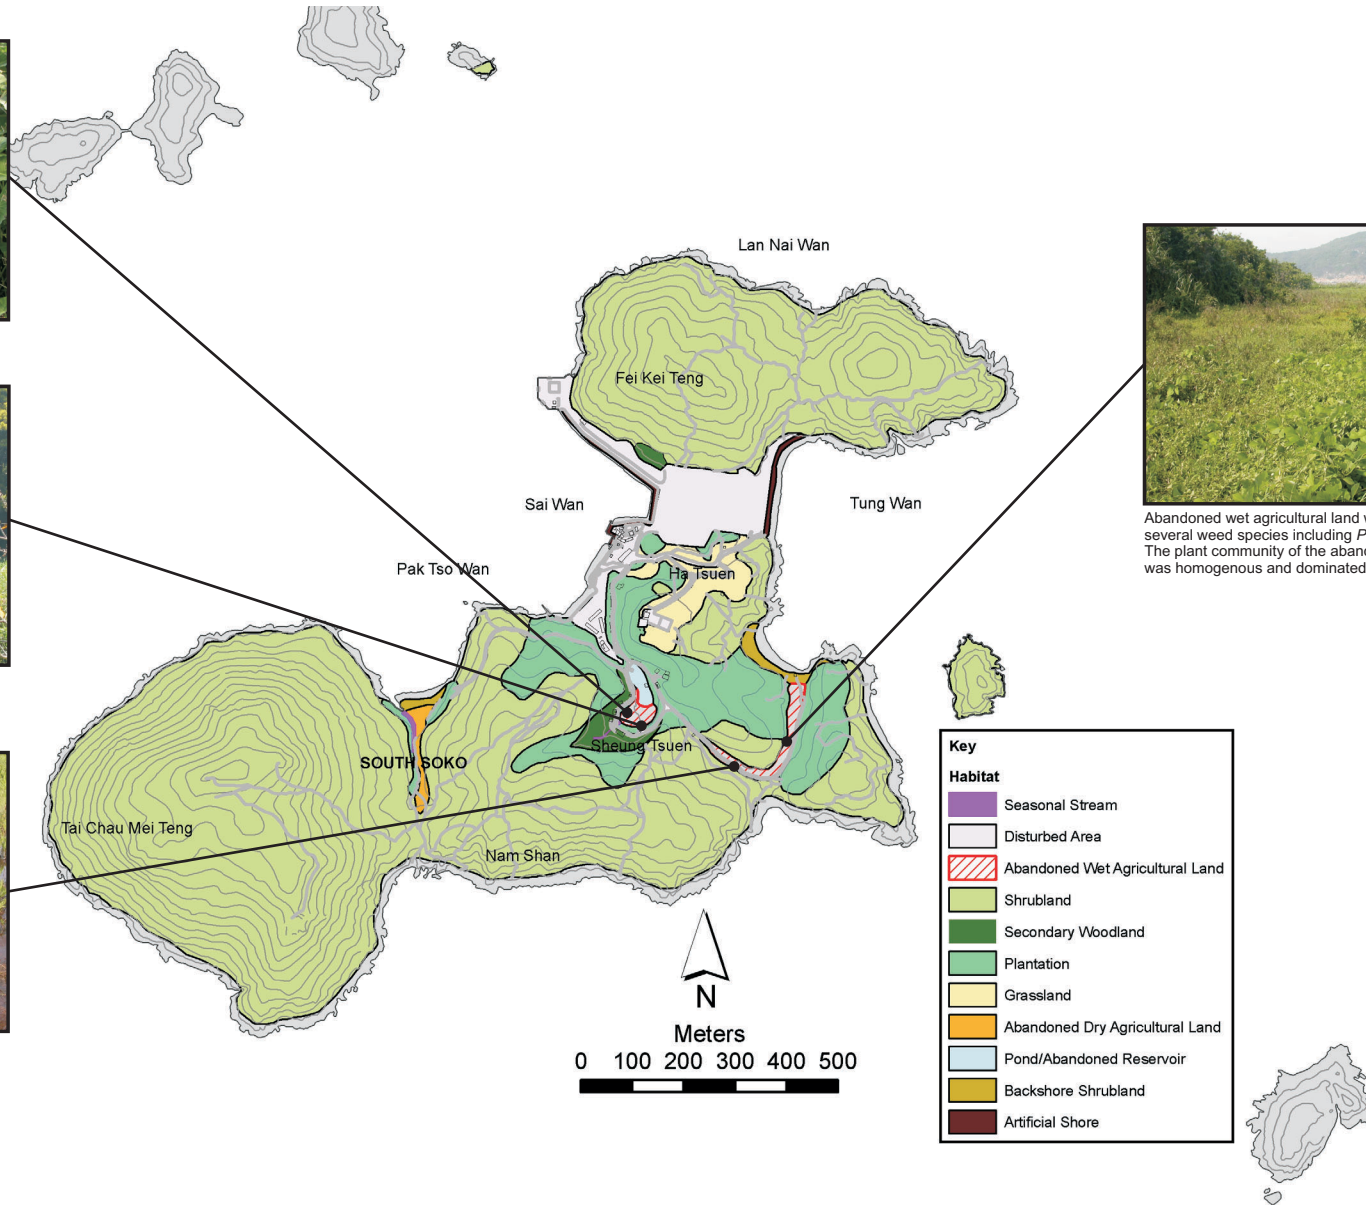 Lan Nai Wan
Fei Kei Teng
Sai Wan
Tung Wan
Abandoned wet agricultural land
several weed species including P
The plant community of the aban
was homogenous and dominated
Pak Tso Wan
Ha Tsuen
Sheung Tsuen
SOUTH SOKO
Tai Chau Mei Teng
Nam Shan
N
Meters
0 100 200 300 400 500
Key
Habitat
Seasonal Stream
Disturbed Area
Abandoned Wet Agricultural Land
Shrubland
Secondary Woodland
Plantation
Grassland
Abandoned Dry Agricultural Land
Pond/Abandoned Reservoir
Backshore Shrubland
Artificial Shore